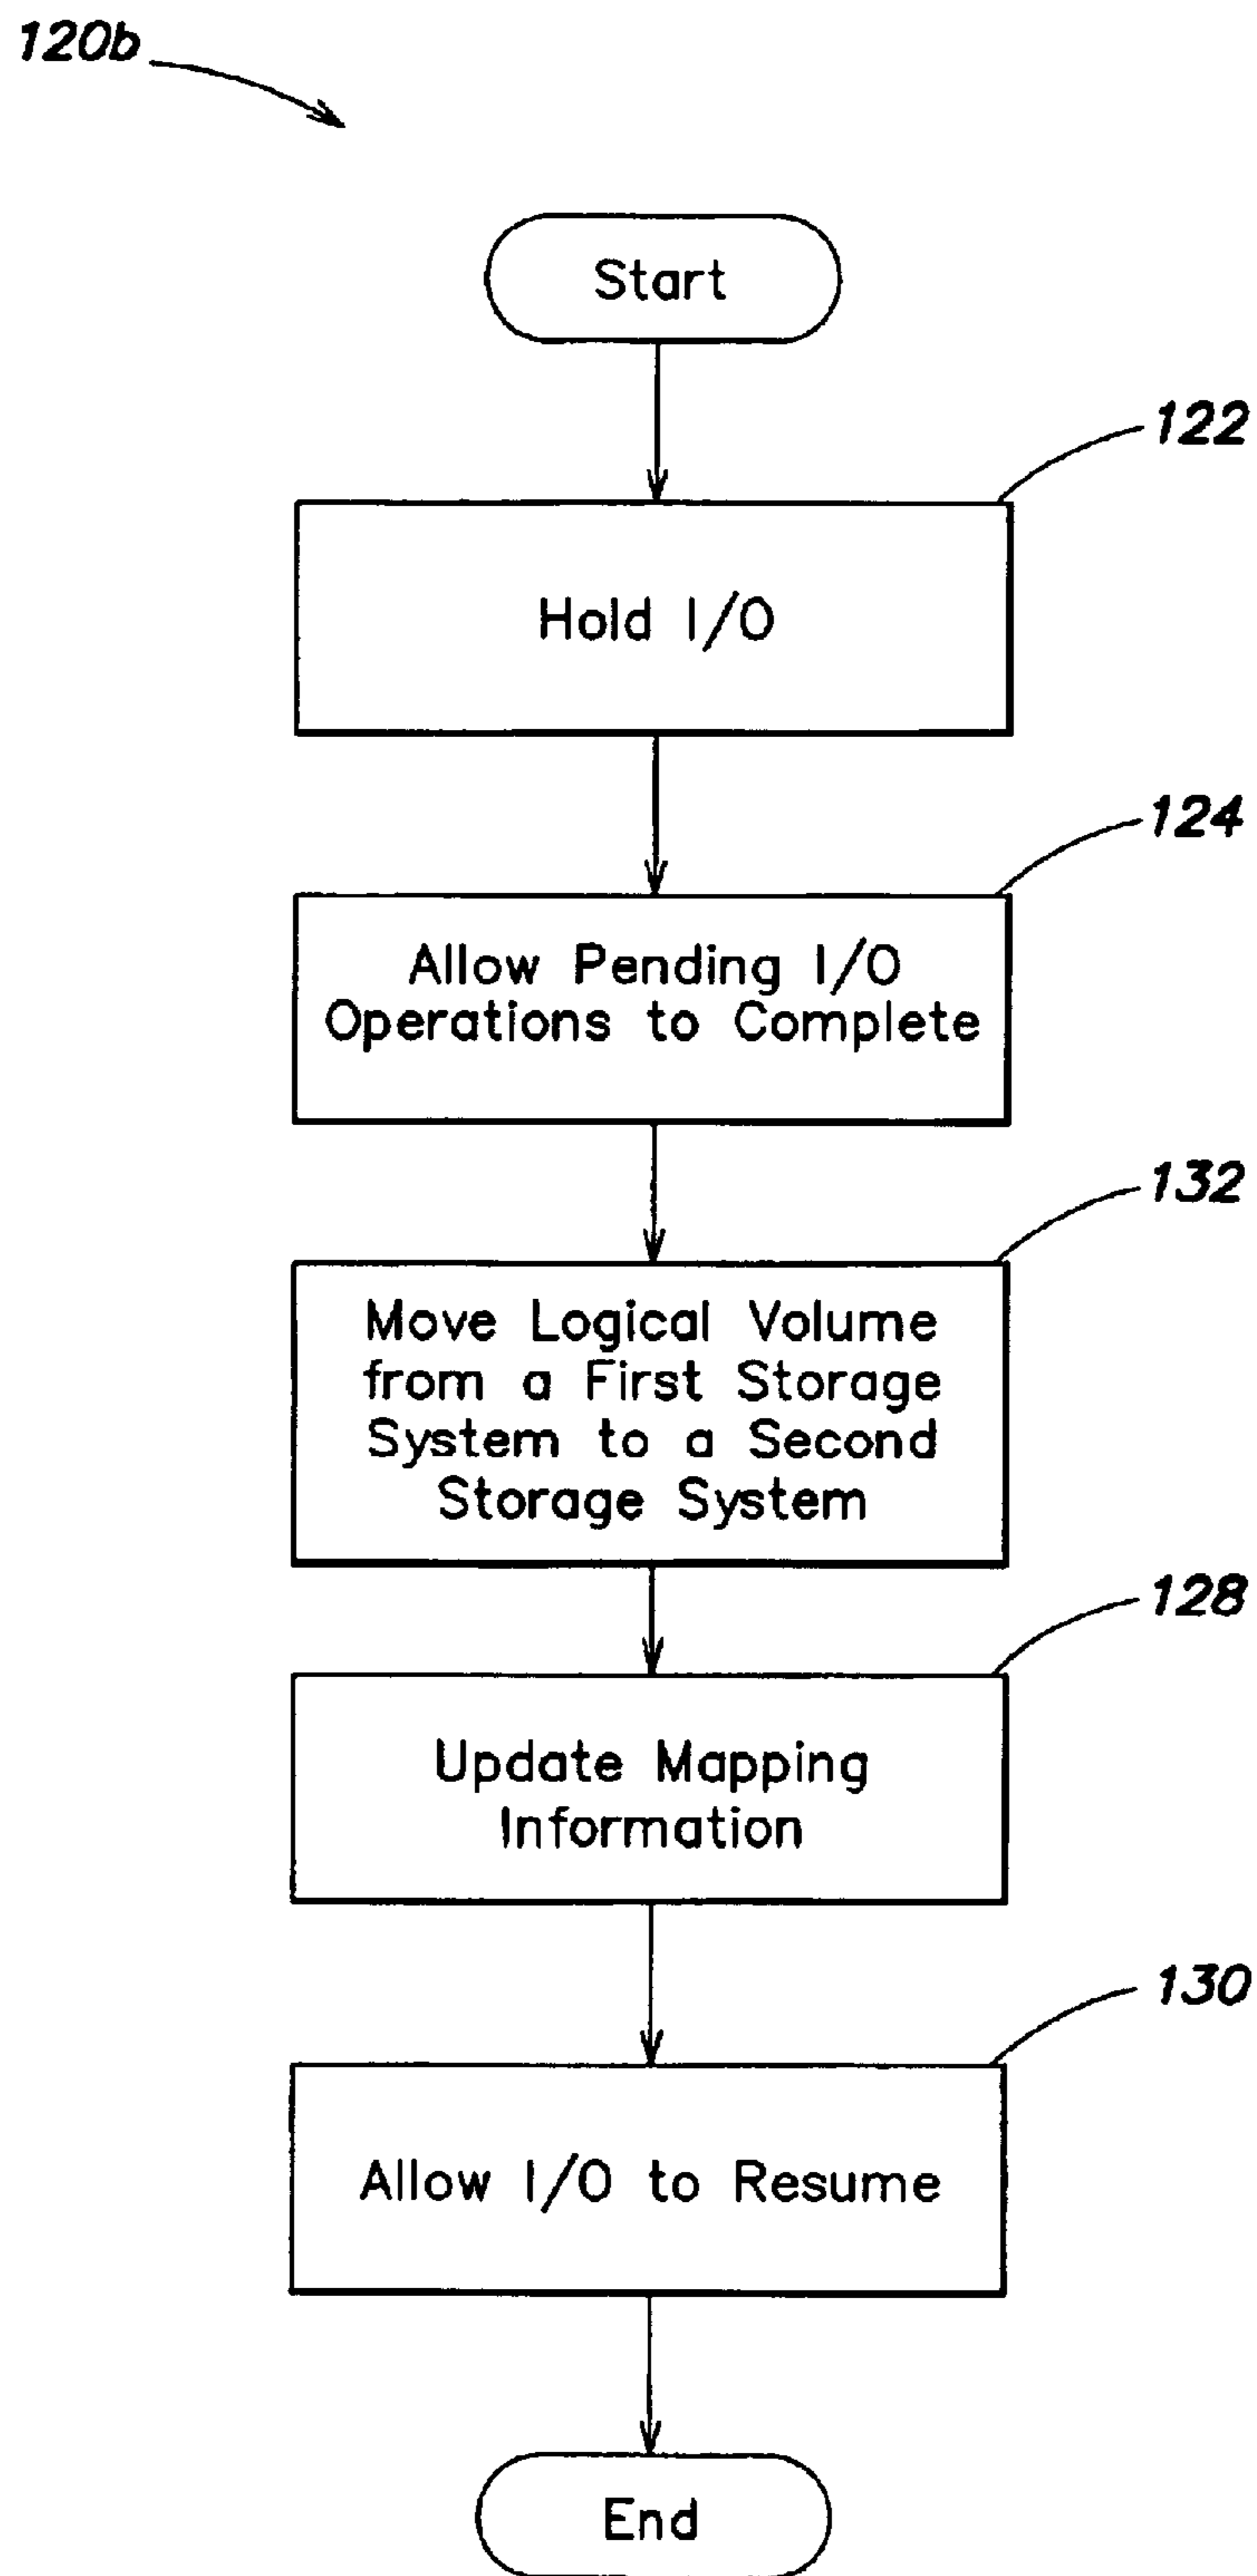 120b
Start
122
Hold I/O
124
Allow Pending I/O
Operations to Complete
132
Move Logical Volume
from a First Storage
System to a Second
Storage System
128
Update Mapping
Information
130
Allow I/O to Resume
End